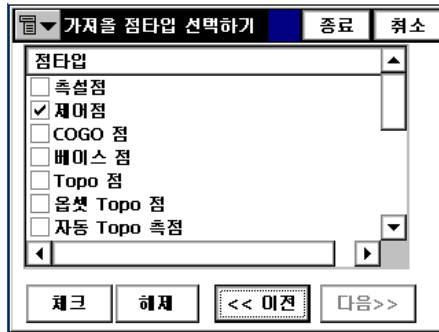 가져올 점타입 선택하기 종료 취소
점타입
측설점
제어점
COGO 점
베이스 점
Topo 점
옵셋 Topo 점
자동 Topo 측점
체크 해제 << 이전 다음>>